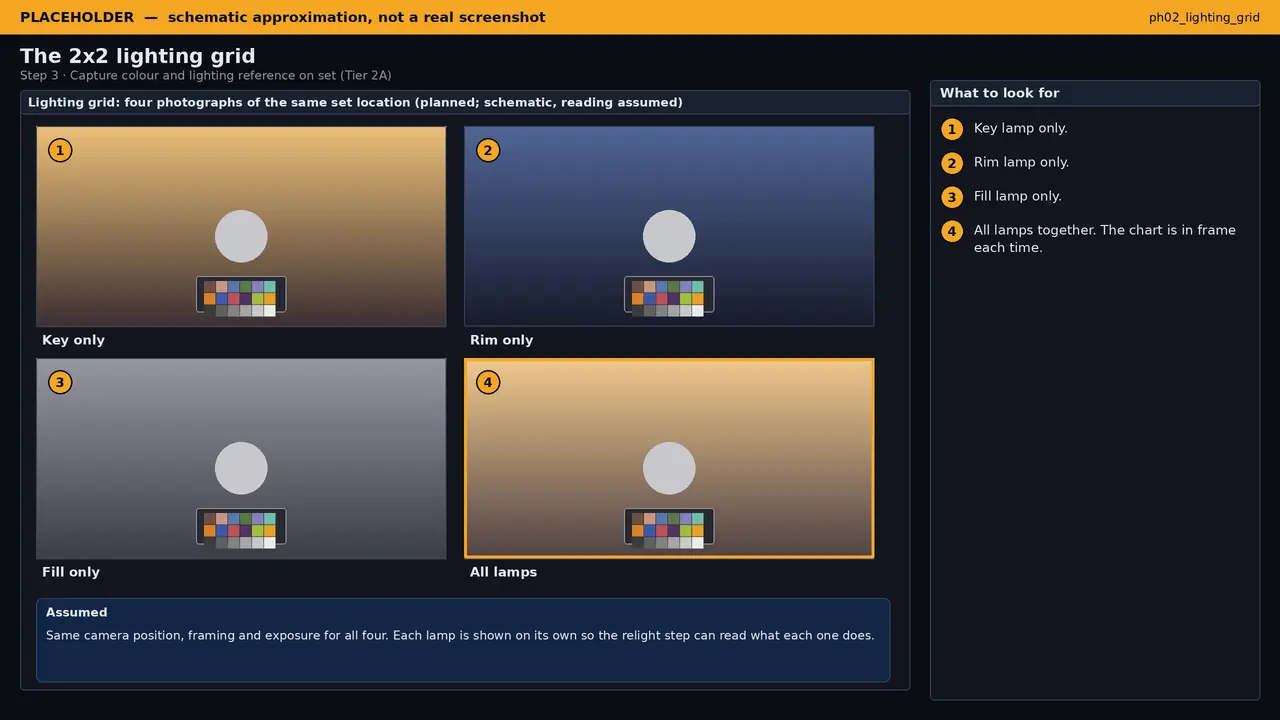 PLACEHOLDER — schematic approximation, not a real screenshot
ph02_lighting_grid
The 2x2 lighting grid
Step 3 · Capture colour and lighting reference on set (Tier 2A)
Lighting grid: four photographs of the same set location (planned; schematic, reading assumed)
1
2
Key only
Rim only
3
4
Fill only
All lamps
Assumed
Same camera position, framing and exposure for all four. Each lamp is shown on its own so the relight step can read what each one does.
What to look for
1 Key lamp only.
2 Rim lamp only.
3 Fill lamp only.
4 All lamps together. The chart is in frame
each time.